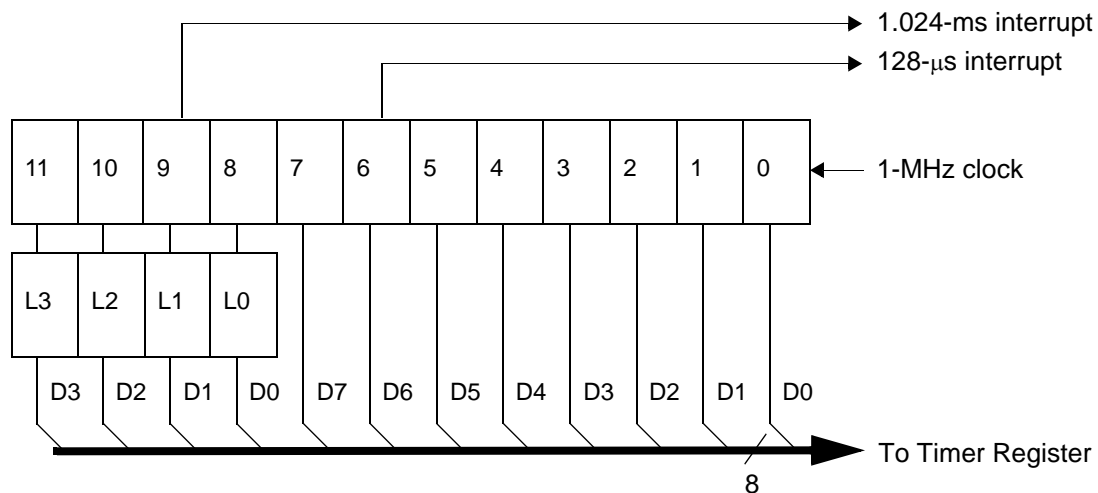 1.024-ms interrupt
128-μs interrupt
11 10 9 8 7 6 5 4 3 2 1 0
1-MHz clock
L3 L2 L1 L0
D3 D2 D1 D0 D7 D6 D5 D4 D3 D2 D1 D0
To Timer Register
8